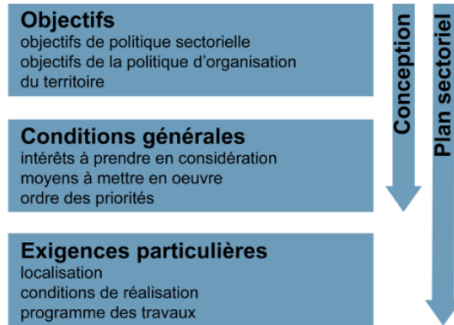 Objectifs
objectifs de politique sectorielle
objectifs de la politique d'organisation
du territoire
Conditions générales
intérêts à prendre en considération
moyens à mettre en oeuvre
ordre des priorités
Exigences particulières
localisation
conditions de réalisation
programme des travaux
Conception
Plan sectoriel